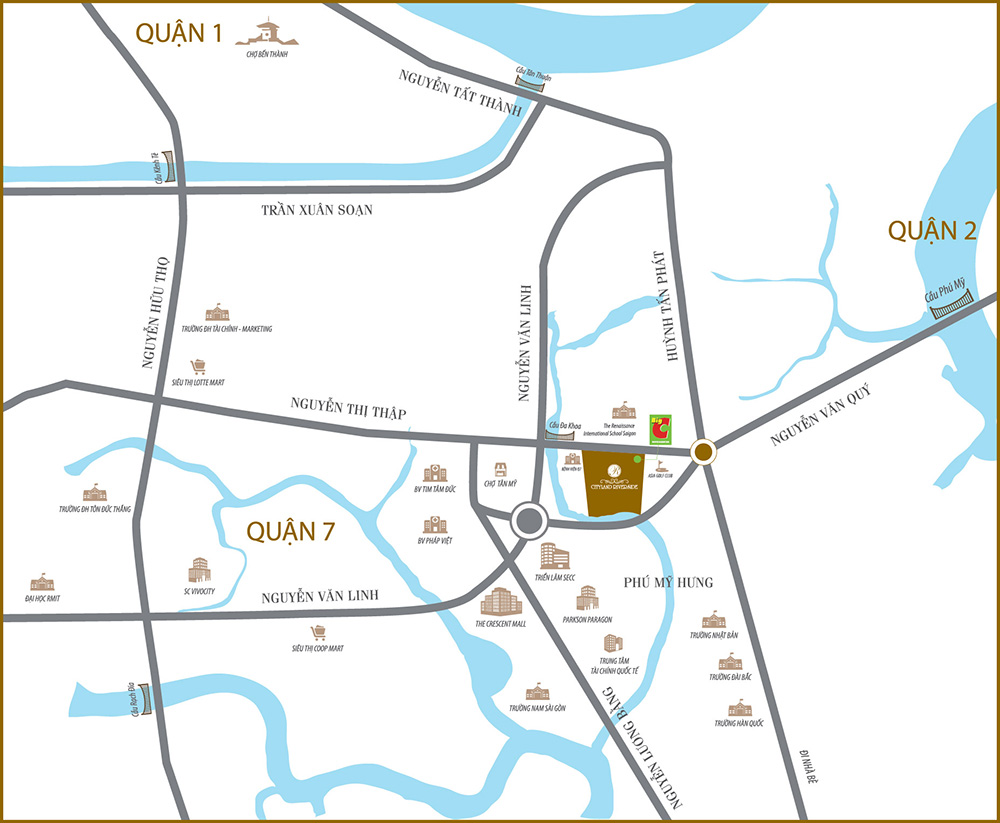 QUẬN 1
CHỢ BẾN THÀNH
Cầu Tân Thuận
NGUYỄN TẤT THÀNH
Cầu Kênh Tẻ
TRẦN XUÂN SOẠN
QUẬN 2
NGUYỄN HỮU THỌ
HUỲNH TẤN PHÁT
NGUYỄN VĂN LINH
Cầu Phú Mỹ
TRƯỜNG ĐH TÀI CHÍNH - MARKETING
SIÊU THỊ LOTTE MART
NGUYỄN THỊ THẬP
Cầu Đa Khoa
The Renaissance
International School Saigon
Big
C
NGUYỄN VĂN QUÝ
BỆNH VIỆN Q7
CITYLAND RIVERSIDE
ASIA GOLF CLUB
BV TIM TÂM ĐỨC
CHỢ TÂN MỸ
TRƯỜNG ĐH TÔN ĐỨC THẮNG
QUẬN 7
BV PHÁP VIỆT
TRIỂN LÃM SECC
PHÚ MỸ HƯNG
ĐẠI HỌC RMIT
SC VIVOCITY
NGUYỄN VĂN LINH
THE CRESCENT MALL
PARKSON PARAGON
TRƯỜNG NHẬT BẢN
SIÊU THỊ COOP MART
TRUNG TÂM
TÀI CHÍNH QUỐC TẾ
TRƯỜNG ĐÀI BẮC
Cầu Rạch Đĩa
TRƯỜNG NAM SÀI GÒN
NGUYỄN LƯƠNG BẰNG
TRƯỜNG HÀN QUỐC
ĐI NHÀ BÈ